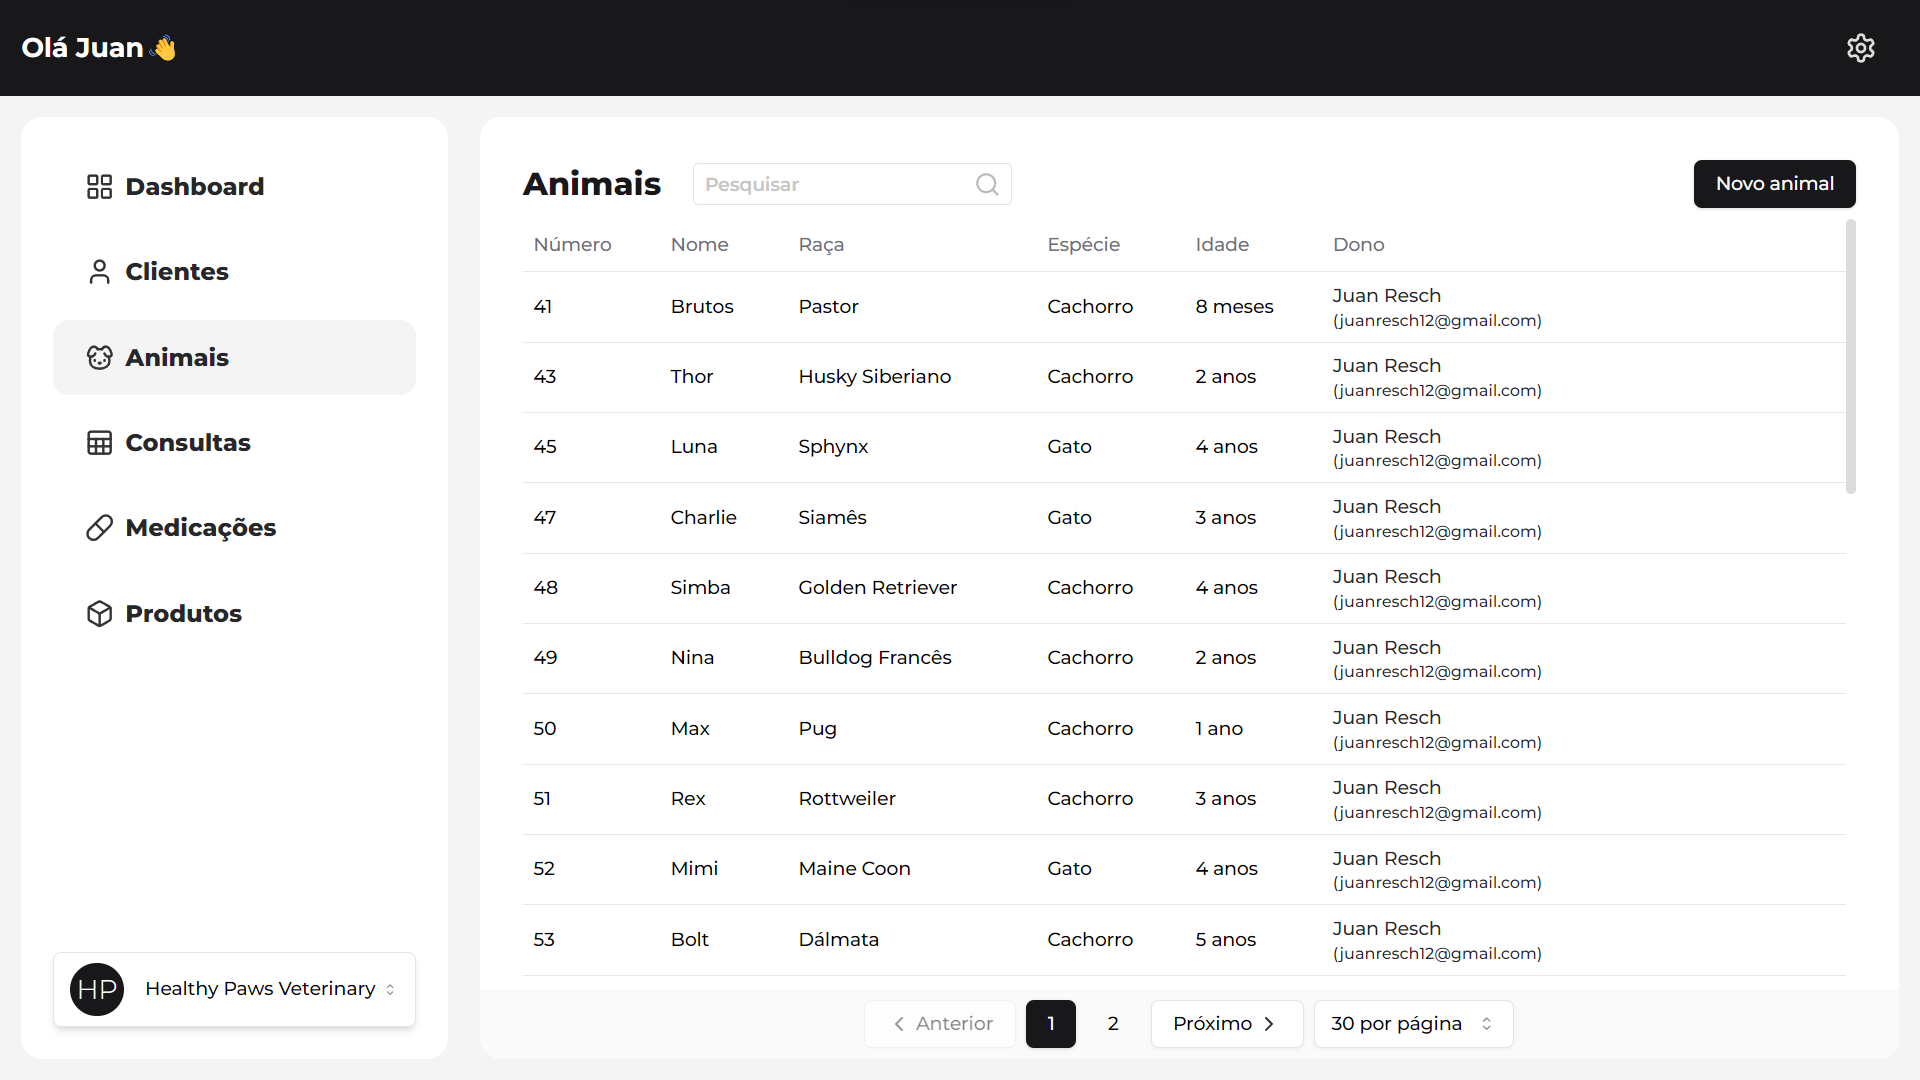 Olá Juan 👋
Dashboard
Clientes
Animais
Consultas
Medicações
Produtos
HP Healthy Paws Veterinary
Animais Pesquisar Novo animal
Número Nome Raça Espécie Idade Dono
41 Brutos Pastor Cachorro 8 meses Juan Resch
(juanresch12@gmail.com)
43 Thor Husky Siberiano Cachorro 2 anos Juan Resch
(juanresch12@gmail.com)
45 Luna Sphynx Gato 4 anos Juan Resch
(juanresch12@gmail.com)
47 Charlie Siamês Gato 3 anos Juan Resch
(juanresch12@gmail.com)
48 Simba Golden Retriever Cachorro 4 anos Juan Resch
(juanresch12@gmail.com)
49 Nina Bulldog Francês Cachorro 2 anos Juan Resch
(juanresch12@gmail.com)
50 Max Pug Cachorro 1 ano Juan Resch
(juanresch12@gmail.com)
51 Rex Rottweiler Cachorro 3 anos Juan Resch
(juanresch12@gmail.com)
52 Mimi Maine Coon Gato 4 anos Juan Resch
(juanresch12@gmail.com)
53 Bolt Dálmata Cachorro 5 anos Juan Resch
(juanresch12@gmail.com)
Anterior 1 2 Próximo 30 por página